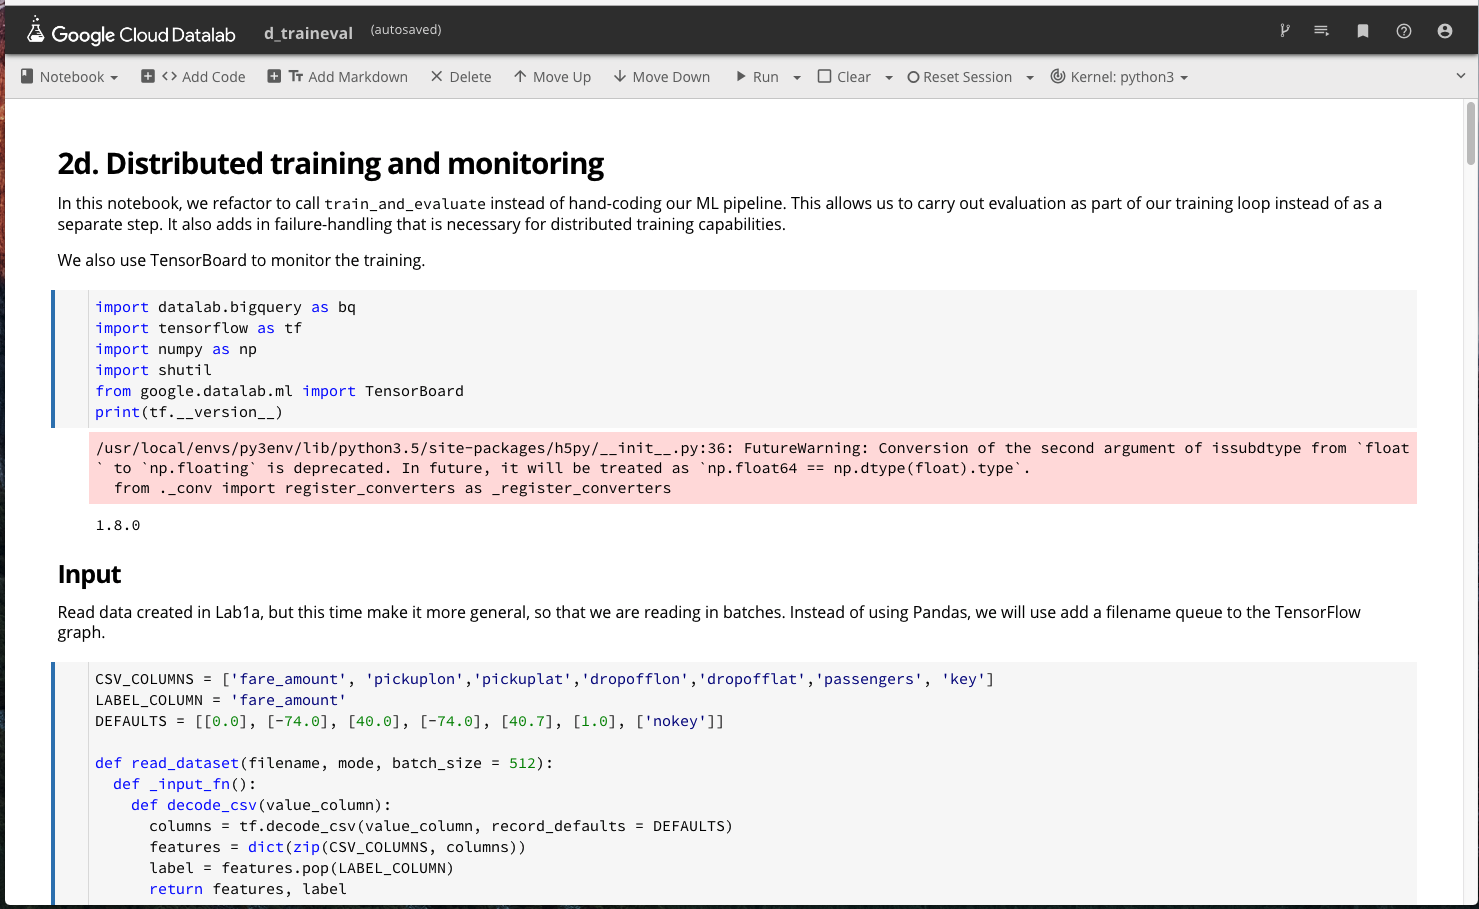 Google Cloud Datalab d_traineval (autosaved)
Notebook <> Add Code Tт Add Markdown Delete Move Up Move Down Run Clear Reset Session Kernel: python3
2d. Distributed training and monitoring
In this notebook, we refactor to call train_and_evaluate instead of hand-coding our ML pipeline. This allows us to carry out evaluation as part of our training loop instead of as a
separate step. It also adds in failure-handling that is necessary for distributed training capabilities.
We also use TensorBoard to monitor the training.
import datalab.bigquery as bq
import tensorflow as tf
import numpy as np
import shutil
from google.datalab.ml import TensorBoard
print(tf.__version__)
/usr/local/envs/py3env/lib/python3.5/site-packages/h5py/__init__.py:36: FutureWarning: Conversion of the second argument of issubdtype from `float
` to `np.floating` is deprecated. In future, it will be treated as `np.float64 == np.dtype(float).type`.
  from ._conv import register_converters as _register_converters
1.8.0
Input
Read data created in Lab1a, but this time make it more general, so that we are reading in batches. Instead of using Pandas, we will use add a filename queue to the TensorFlow
graph.
CSV_COLUMNS = ['fare_amount', 'pickuplon','pickuplat','dropofflon','dropofflat','passengers', 'key']
LABEL_COLUMN = 'fare_amount'
DEFAULTS = [[0.0], [-74.0], [40.0], [-74.0], [40.7], [1.0], ['nokey']]
def read_dataset(filename, mode, batch_size = 512):
  def _input_fn():
    def decode_csv(value_column):
      columns = tf.decode_csv(value_column, record_defaults = DEFAULTS)
      features = dict(zip(CSV_COLUMNS, columns))
      label = features.pop(LABEL_COLUMN)
      return features, label